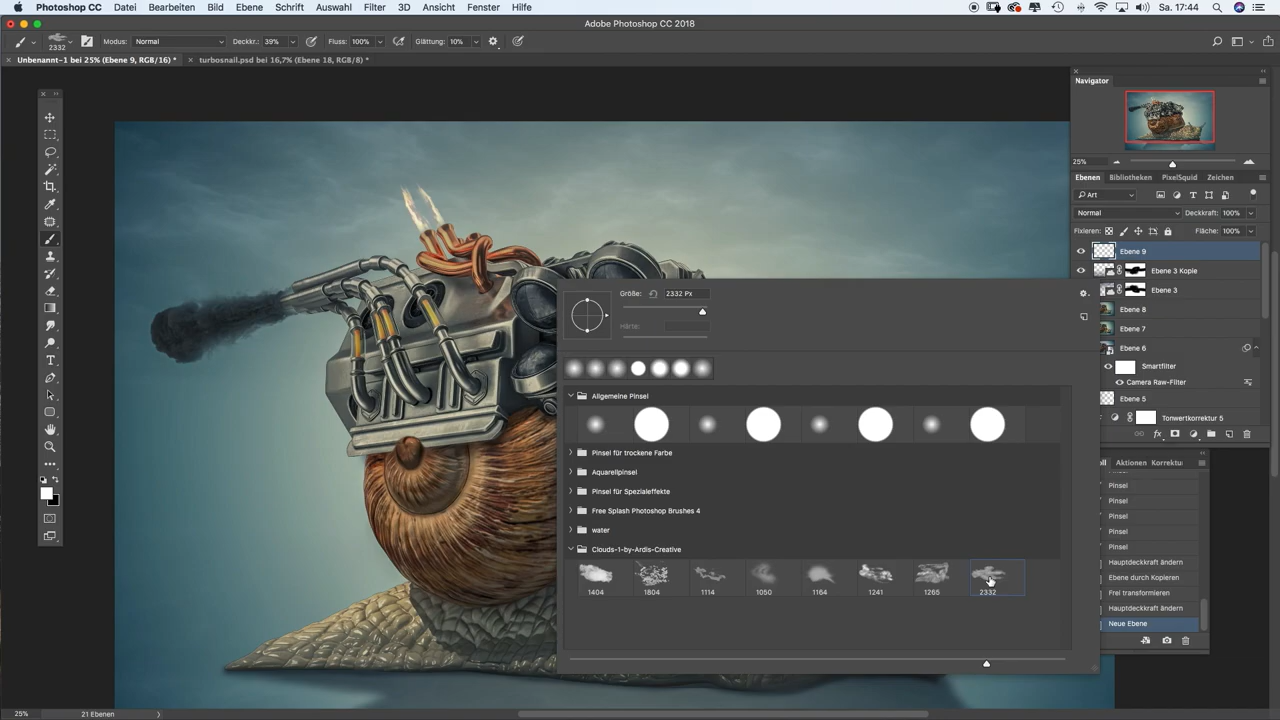 Photoshop CC Datei Bearbeiten Bild Ebene Schrift Auswahl Filter 3D Ansicht Fenster Hilfe Sa. 17:44
Adobe Photoshop CC 2018
2332 Modus: Normal Deckkr.: 39% Fluss: 100% Glättung: 10%
Unbenannt-1 bei 25% (Ebene 9, RGB/16) * turbosnail.psd bei 16,7% (Ebene 18, RGB/8) *
Navigator
25%
Ebenen Bibliotheken PixelSquid Zeichen
Art
Normal Deckkraft: 100%
Fixieren: Fläche: 100%
Ebene 9
Ebene 3 Kopie
Ebene 3
Ebene 8
Ebene 7
Ebene 6
Smartfilter
Camera Raw-Filter
Ebene 5
Tonwertkorrektur 5
fx
Größe: 2332 Px
Härte:
Allgemeine Pinsel
Pinsel für trockene Farbe
Aquarellpinsel
Pinsel für Spezialeffekte
Free Splash Photoshop Brushes 4
water
Clouds-1-by-Ardis-Creative
1404 1804 1114 1050 1164 1241 1265 2332
Aktionen Korrektu
Pinsel
Pinsel
Pinsel
Pinsel
Pinsel
Hauptdeckkraft ändern
Ebene durch Kopieren
Frei transformieren
Hauptdeckkraft ändern
Neue Ebene
25% 21 Ebenen